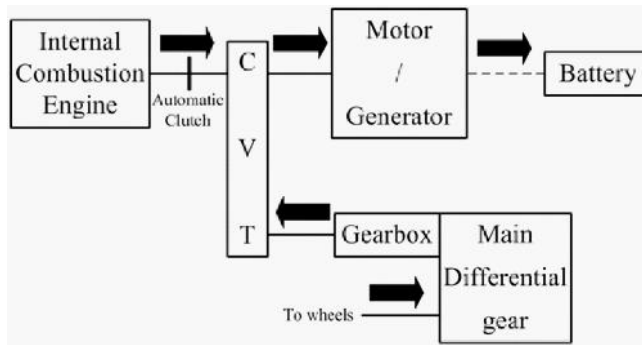 Internal
Combustion
Engine
Automatic
Clutch
C
V
T
Motor
/
Generator
Battery
Gearbox
Main
Differential
gear
To wheels